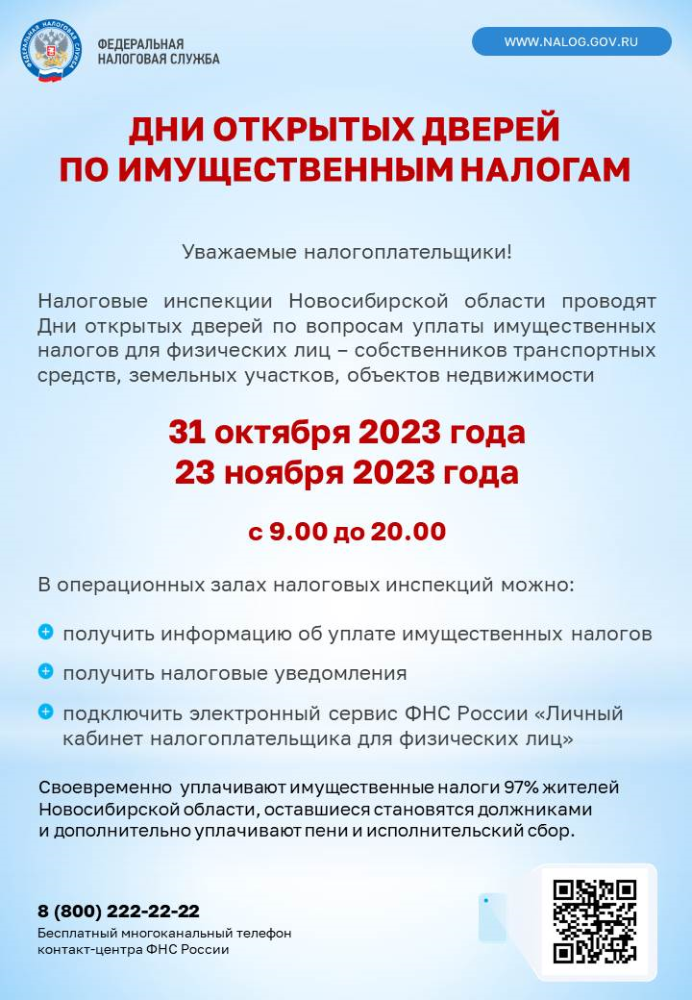 ФЕДЕРАЛЬНАЯ НАЛОГОВАЯ СЛУЖБА
ФЕДЕРАЛЬНАЯ
НАЛОГОВАЯ СЛУЖБА
WWW.NALOG.GOV.RU
ДНИ ОТКРЫТЫХ ДВЕРЕЙ
ПО ИМУЩЕСТВЕННЫМ НАЛОГАМ
Уважаемые налогоплательщики!
Налоговые инспекции Новосибирской области проводят
Дни открытых дверей по вопросам уплаты имущественных
налогов для физических лиц – собственников транспортных
средств, земельных участков, объектов недвижимости
31 октября 2023 года
23 ноября 2023 года
с 9.00 до 20.00
В операционных залах налоговых инспекций можно:
получить информацию об уплате имущественных налогов
получить налоговые уведомления
подключить электронный сервис ФНС России «Личный
кабинет налогоплательщика для физических лиц»
Своевременно уплачивают имущественные налоги 97% жителей
Новосибирской области, оставшиеся становятся должниками
и дополнительно уплачивают пени и исполнительский сбор.
8 (800) 222-22-22
Бесплатный многоканальный телефон
контакт-центра ФНС России